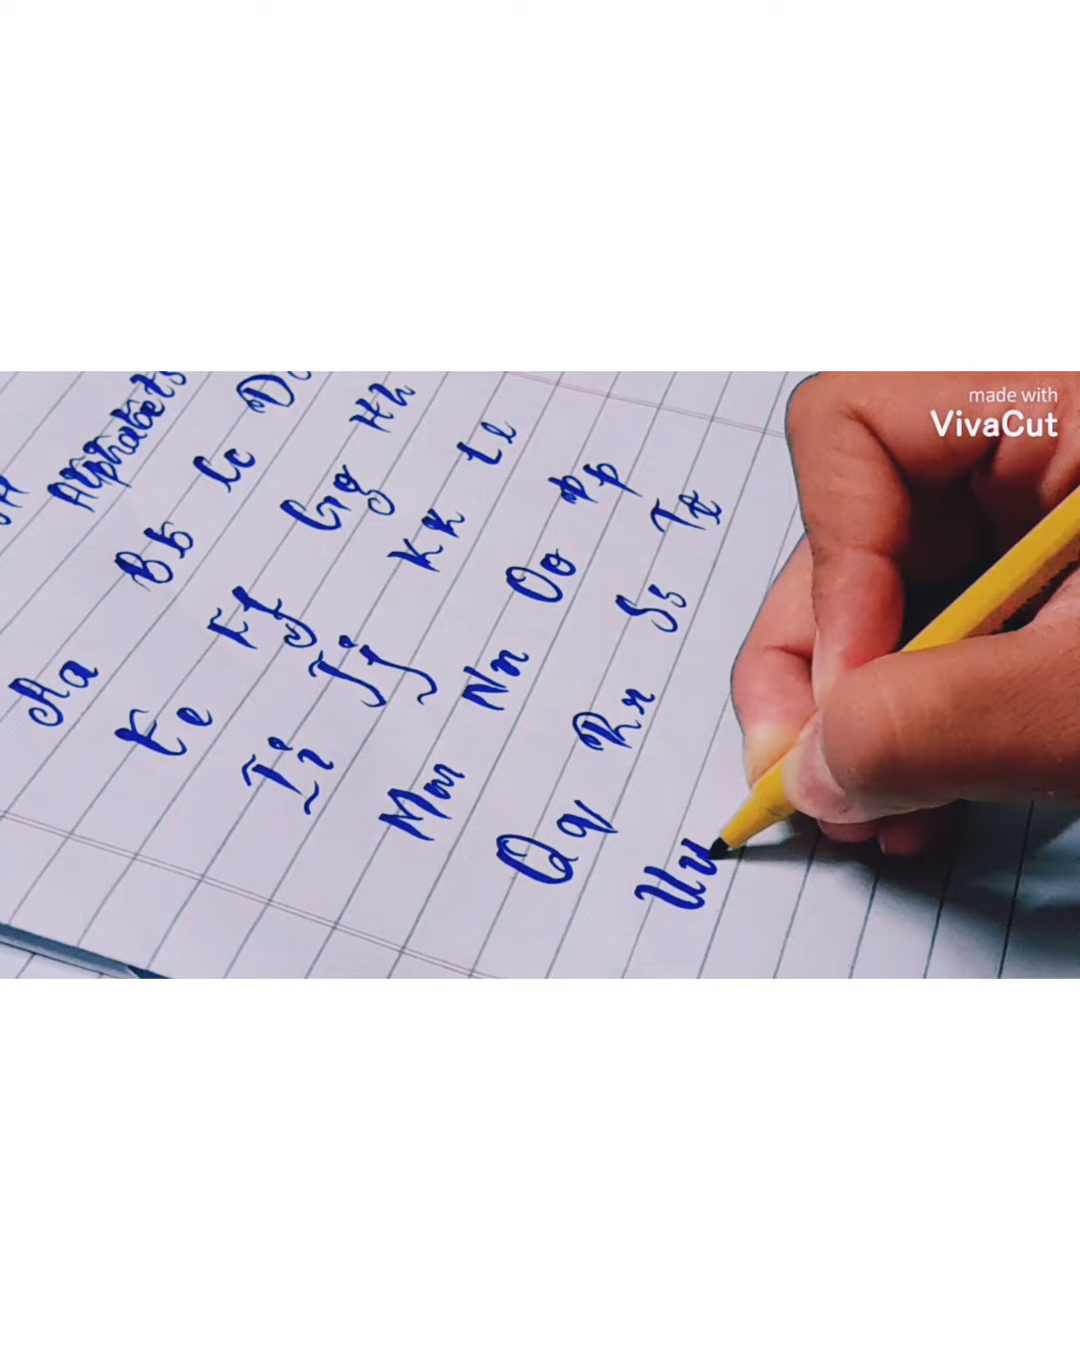 Alphabets
Aa Bb Cc D
Ee Ff Gg Hh
Ii Jj Kk Ll
Mm Nn Oo Pp
Qq Rr Ss Tt
Uu
made with
VivaCut